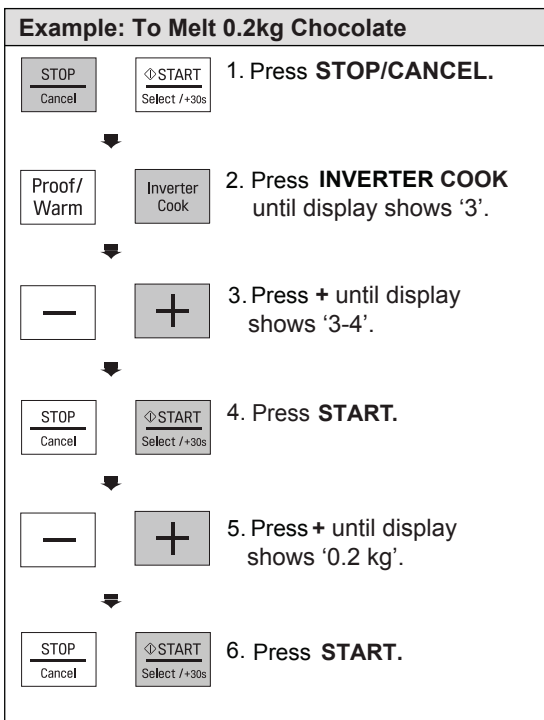 Example: To Melt 0.2kg Chocolate
STOP
Cancel
START
Select /+30s
1. Press STOP/CANCEL.
Proof/
Warm
Inverter
Cook
2. Press INVERTER COOK
until display shows ‘3’.
−
+
3. Press + until display
shows ‘3-4’.
STOP
Cancel
START
Select /+30s
4. Press START.
−
+
5. Press + until display
shows ‘0.2 kg’.
STOP
Cancel
START
Select /+30s
6. Press START.